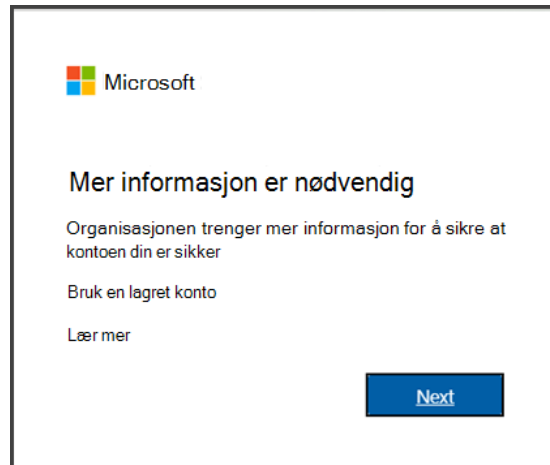 Microsoft
Mer informasjon er nødvendig
Organisasjonen trenger mer informasjon for å sikre at
kontoen din er sikker
Bruk en lagret konto
Lær mer
Next